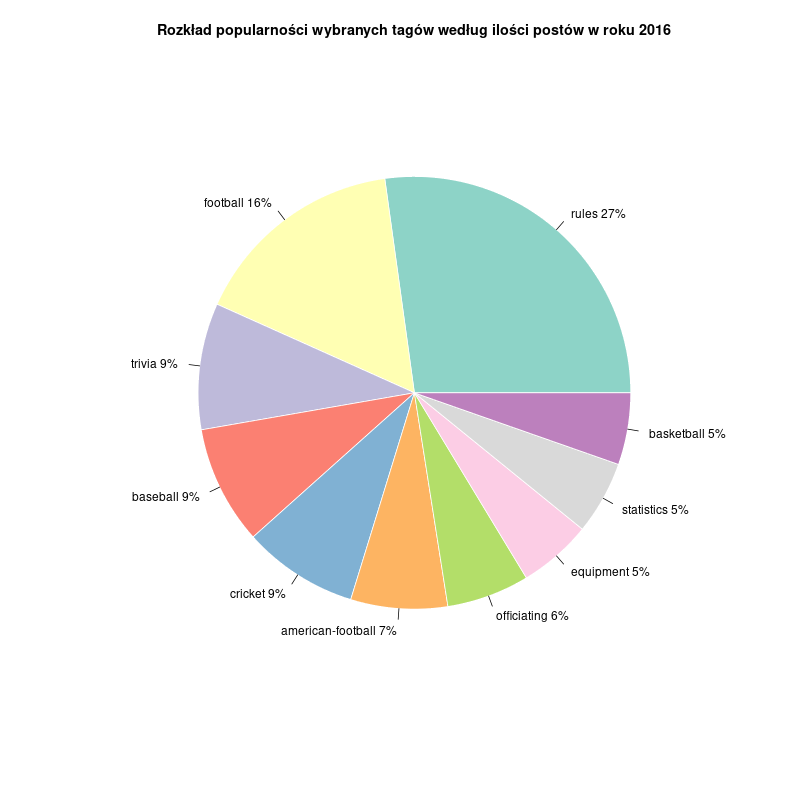 Rozkład popularności wybranych tagów według ilości postów w roku 2016
football 16%
rules 27%
trivia 9%
basketball 5%
baseball 9%
statistics 5%
equipment 5%
cricket 9%
officiating 6%
american-football 7%